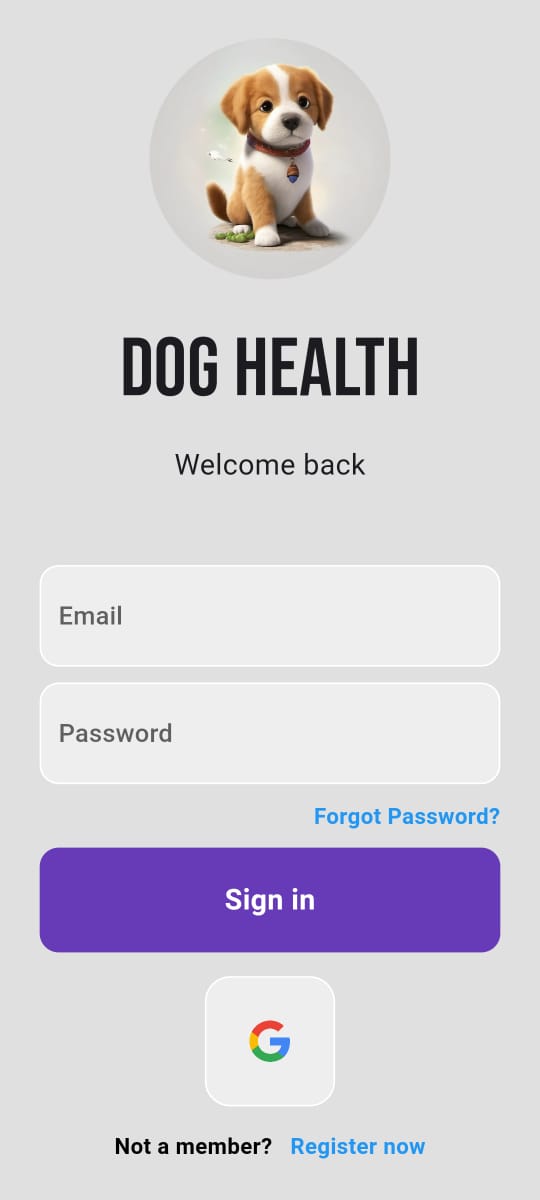 DOG HEALTH
Welcome back
Email
Password
Forgot Password?
Sign in
Not a member? Register now